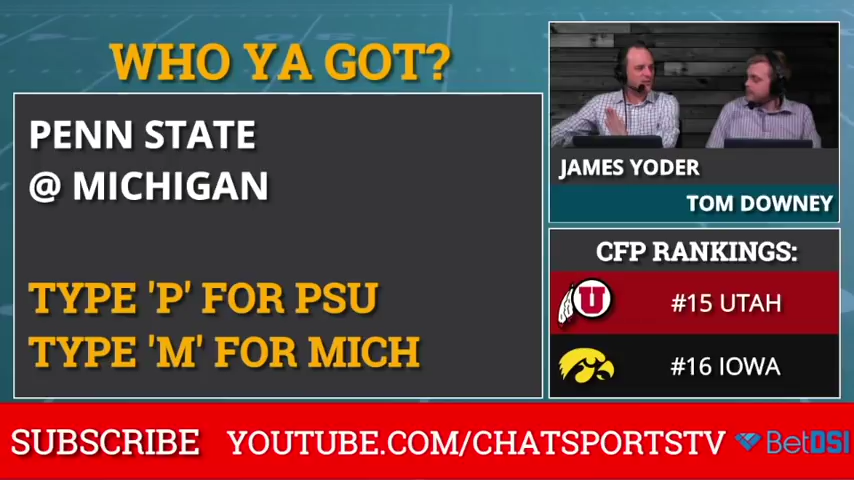 WHO YA GOT?
PENN STATE
@ MICHIGAN
TYPE 'P' FOR PSU
TYPE 'M' FOR MICH
JAMES YODER
TOM DOWNEY
CFP RANKINGS:
U
#15 UTAH
#16 IOWA
SUBSCRIBE YOUTUBE.COM/CHATSPORTSTV BetDSI